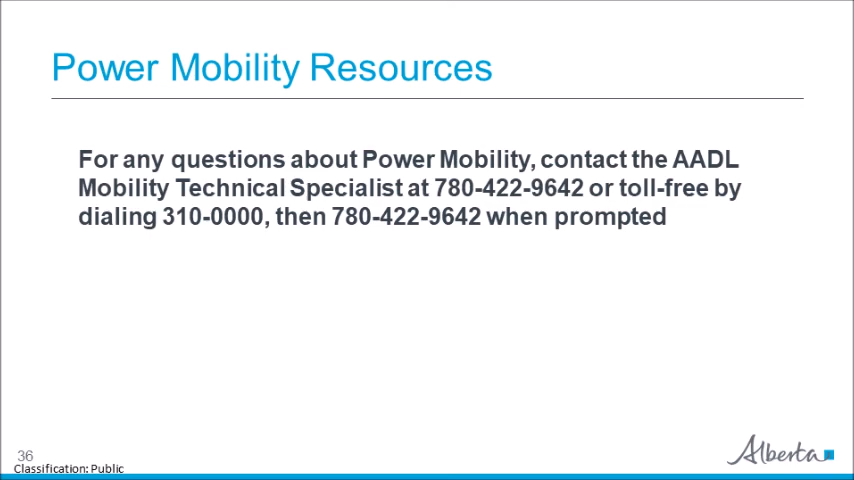 Power Mobility Resources
For any questions about Power Mobility, contact the AADL
Mobility Technical Specialist at 780-422-9642 or toll-free by
dialing 310-0000, then 780-422-9642 when prompted
36
Classification: Public
Alberta